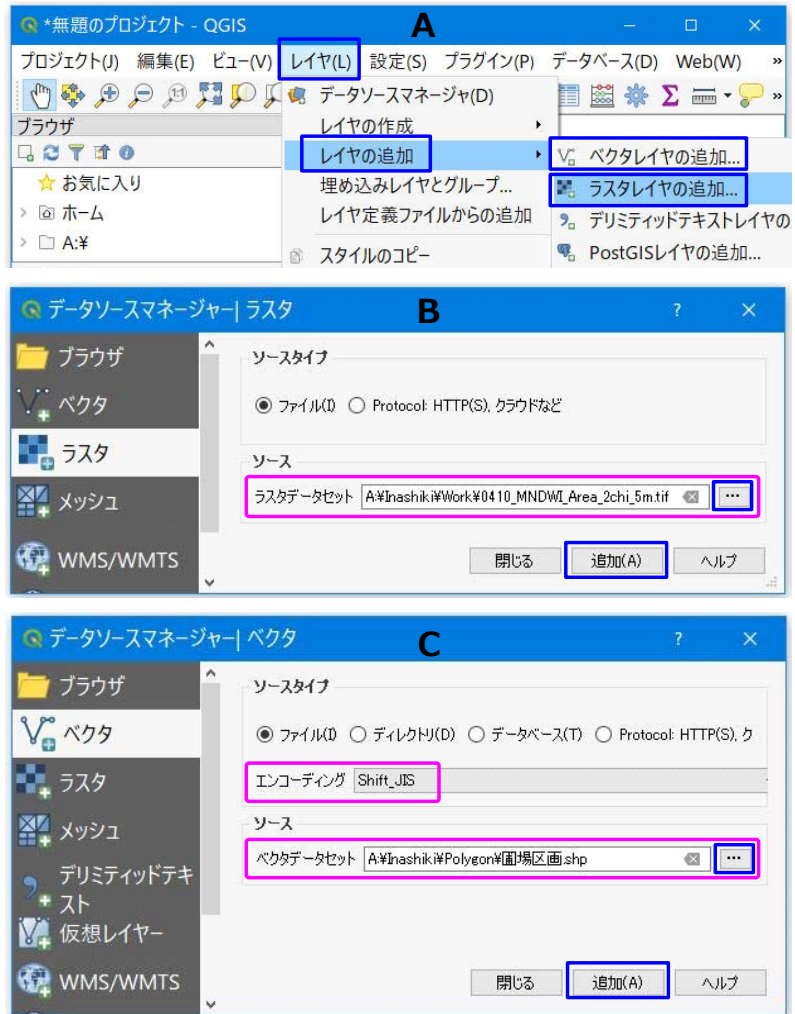 *無題のプロジェクト - QGIS
A
プロジェクト(J) 編集(E) ビュー(V) レイヤ(L) 設定(S) プラグイン(P) データベース(D) Web(W) »
»
ブラウザ
お気に入り
ホーム
A:¥
データソースマネージャ(D)
レイヤの作成
レイヤの追加
埋め込みレイヤとグループ...
レイヤ定義ファイルからの追加
スタイルのコピー
ベクタレイヤの追加...
ラスタレイヤの追加...
デリミティッドテキストレイヤの
PostGISレイヤの追加...
データソースマネージャー| ラスタ
B
ブラウザ
ベクタ
ラスタ
メッシュ
WMS/WMTS
ソースタイプ
ファイル(I) Protocol: HTTP(S), クラウドなど
ソース
ラスタデータセット A:¥Inashiki¥Work¥0410_MNDWI_Area_2chi_5m.tif ...
閉じる 追加(A) ヘルプ
データソースマネージャー| ベクタ
C
ブラウザ
ベクタ
ラスタ
メッシュ
デリミティッドテキ
スト
仮想レイヤー
WMS/WMTS
ソースタイプ
ファイル(I) ディレクトリ(D) データベース(T) Protocol: HTTP(S), ク
エンコーディング Shift_JIS
ソース
ベクタデータセット A:¥Inashiki¥Polygon¥圃場区画.shp ...
閉じる 追加(A) ヘルプ